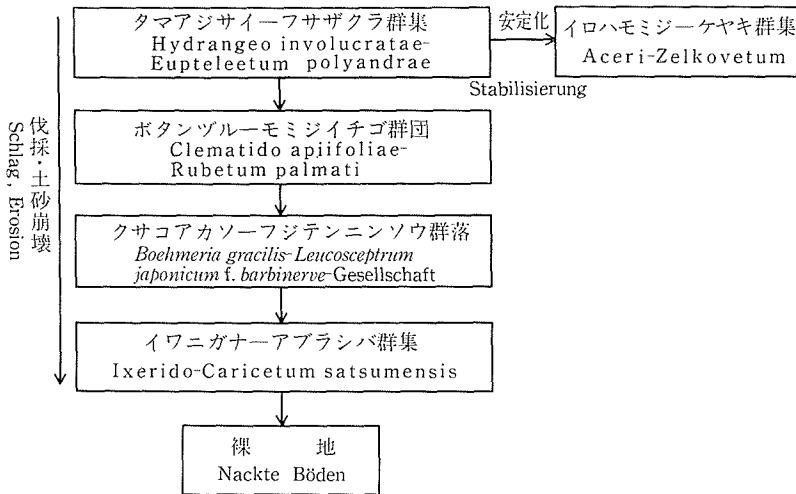 タマアジサイーフサザクラ群集
Hydrangeo involucratae-
Eupteleetum polyandrae
安定化
Stabilisierung
イロハモミジーケヤキ群集
Aceri-Zelkovetum
伐採・土砂崩壊
Schlag, Erosion
ボタンヅルーモミジイチゴ群団
Clematido apiifoliae-
Rubetum palmati
クサコアカソーフジテンニンソウ群落
Boehmeria gracilis-Leucosceptrum
japonicum f. barbinerve-Gesellschaft
イワニガナーアブラシバ群集
Ixerido-Caricetum satsumensis
裸　地
Nackte Böden